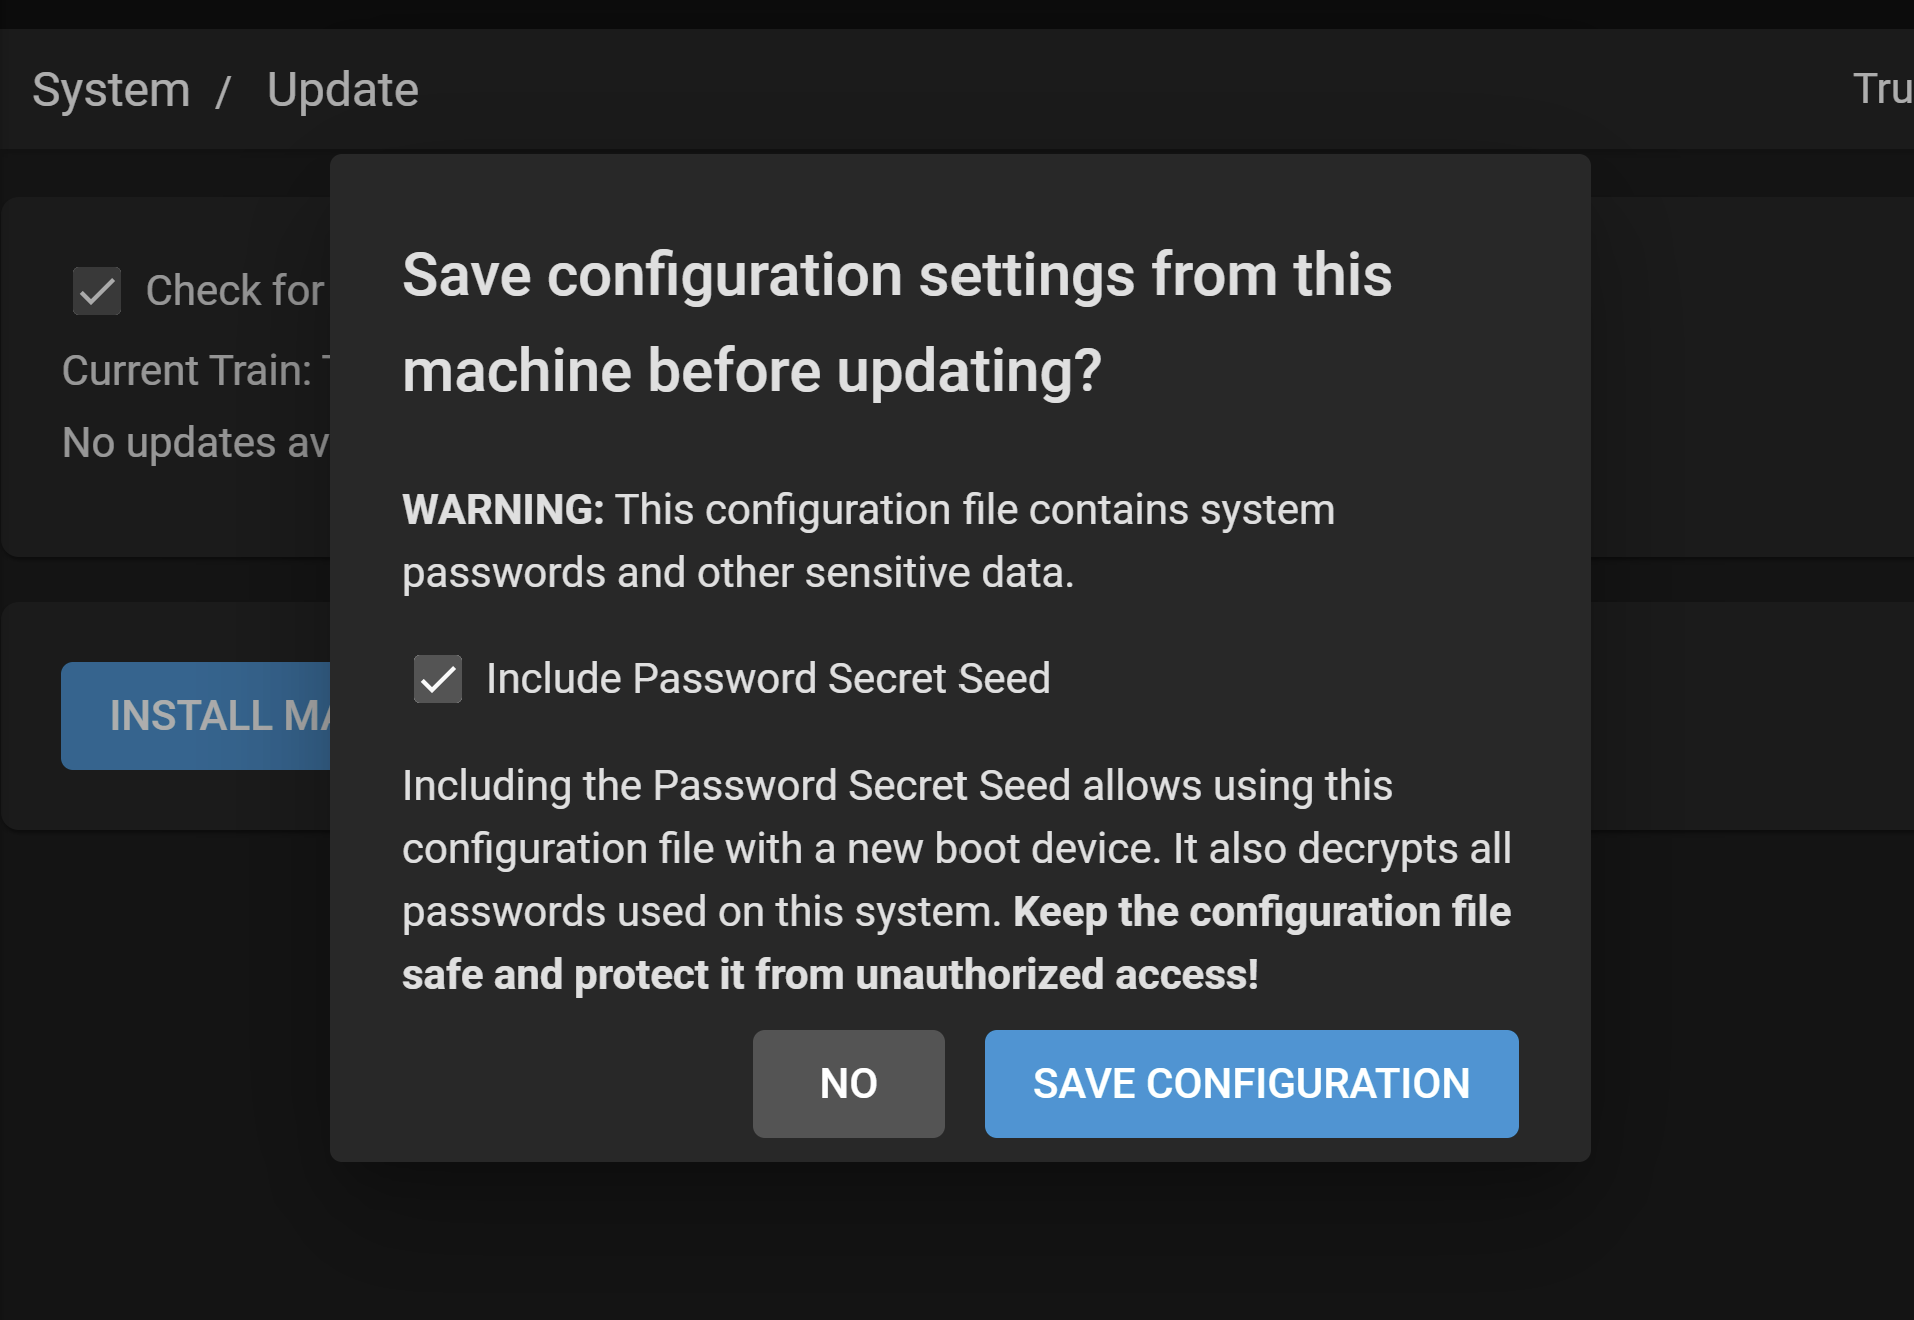 System / Update
Tru
Check for
Current Train:
No updates av
INSTALL MA
Save configuration settings from this
machine before updating?
WARNING: This configuration file contains system
passwords and other sensitive data.
Include Password Secret Seed
Including the Password Secret Seed allows using this
configuration file with a new boot device. It also decrypts all
passwords used on this system. Keep the configuration file
safe and protect it from unauthorized access!
NO
SAVE CONFIGURATION